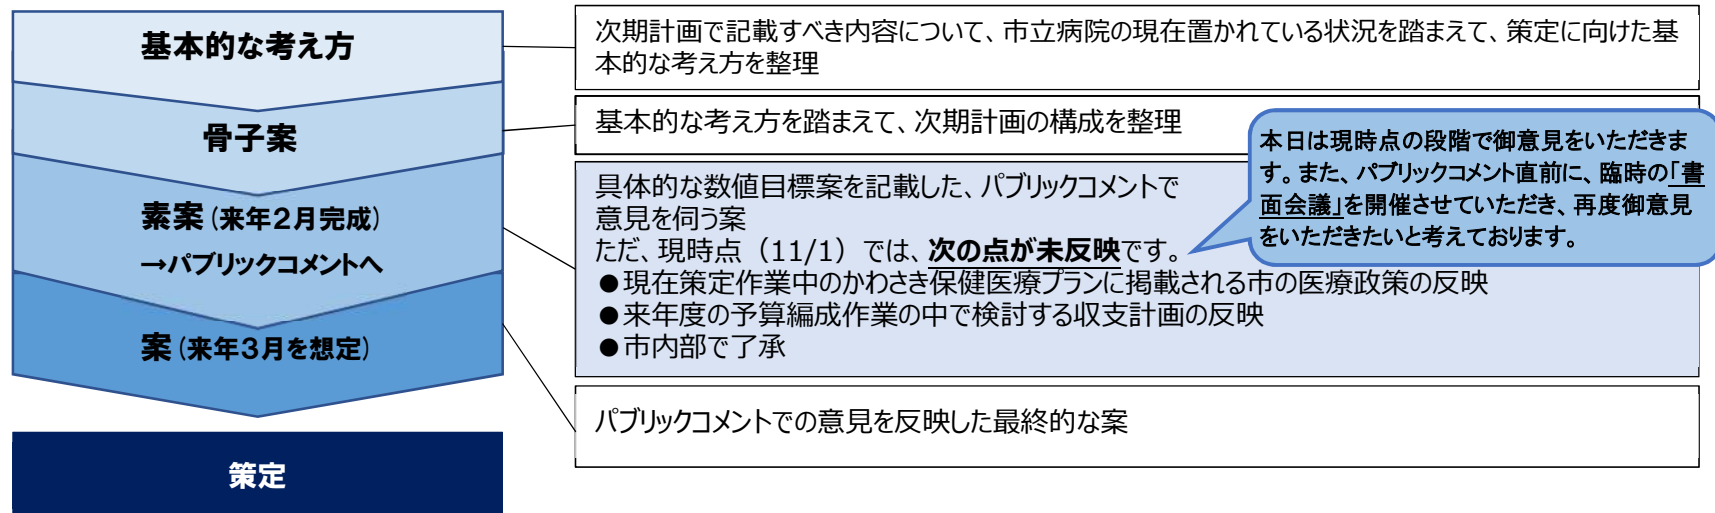 基本的な考え方
次期計画で記載すべき内容について、市立病院の現在置かれている状況を踏まえて、策定に向けた基
本的な考え方を整理
骨子案
基本的な考え方を踏まえて、次期計画の構成を整理
素案(来年2月完成)
→パブリックコメントへ
具体的な数値目標案を記載した、パブリックコメントで
意見を伺う案
ただ、現時点（11/1）では、次の点が未反映です。
●現在策定作業中のかわさき保健医療プランに掲載される市の医療政策の反映
●来年度の予算編成作業の中で検討する収支計画の反映
●市内部で了承
本日は現時点の段階で御意見をいただきま
す。また、パブリックコメント直前に、臨時の「書
面会議」を開催させていただき、再度御意見
をいただきたいと考えております。
案(来年3月を想定)
パブリックコメントでの意見を反映した最終的な案
策定